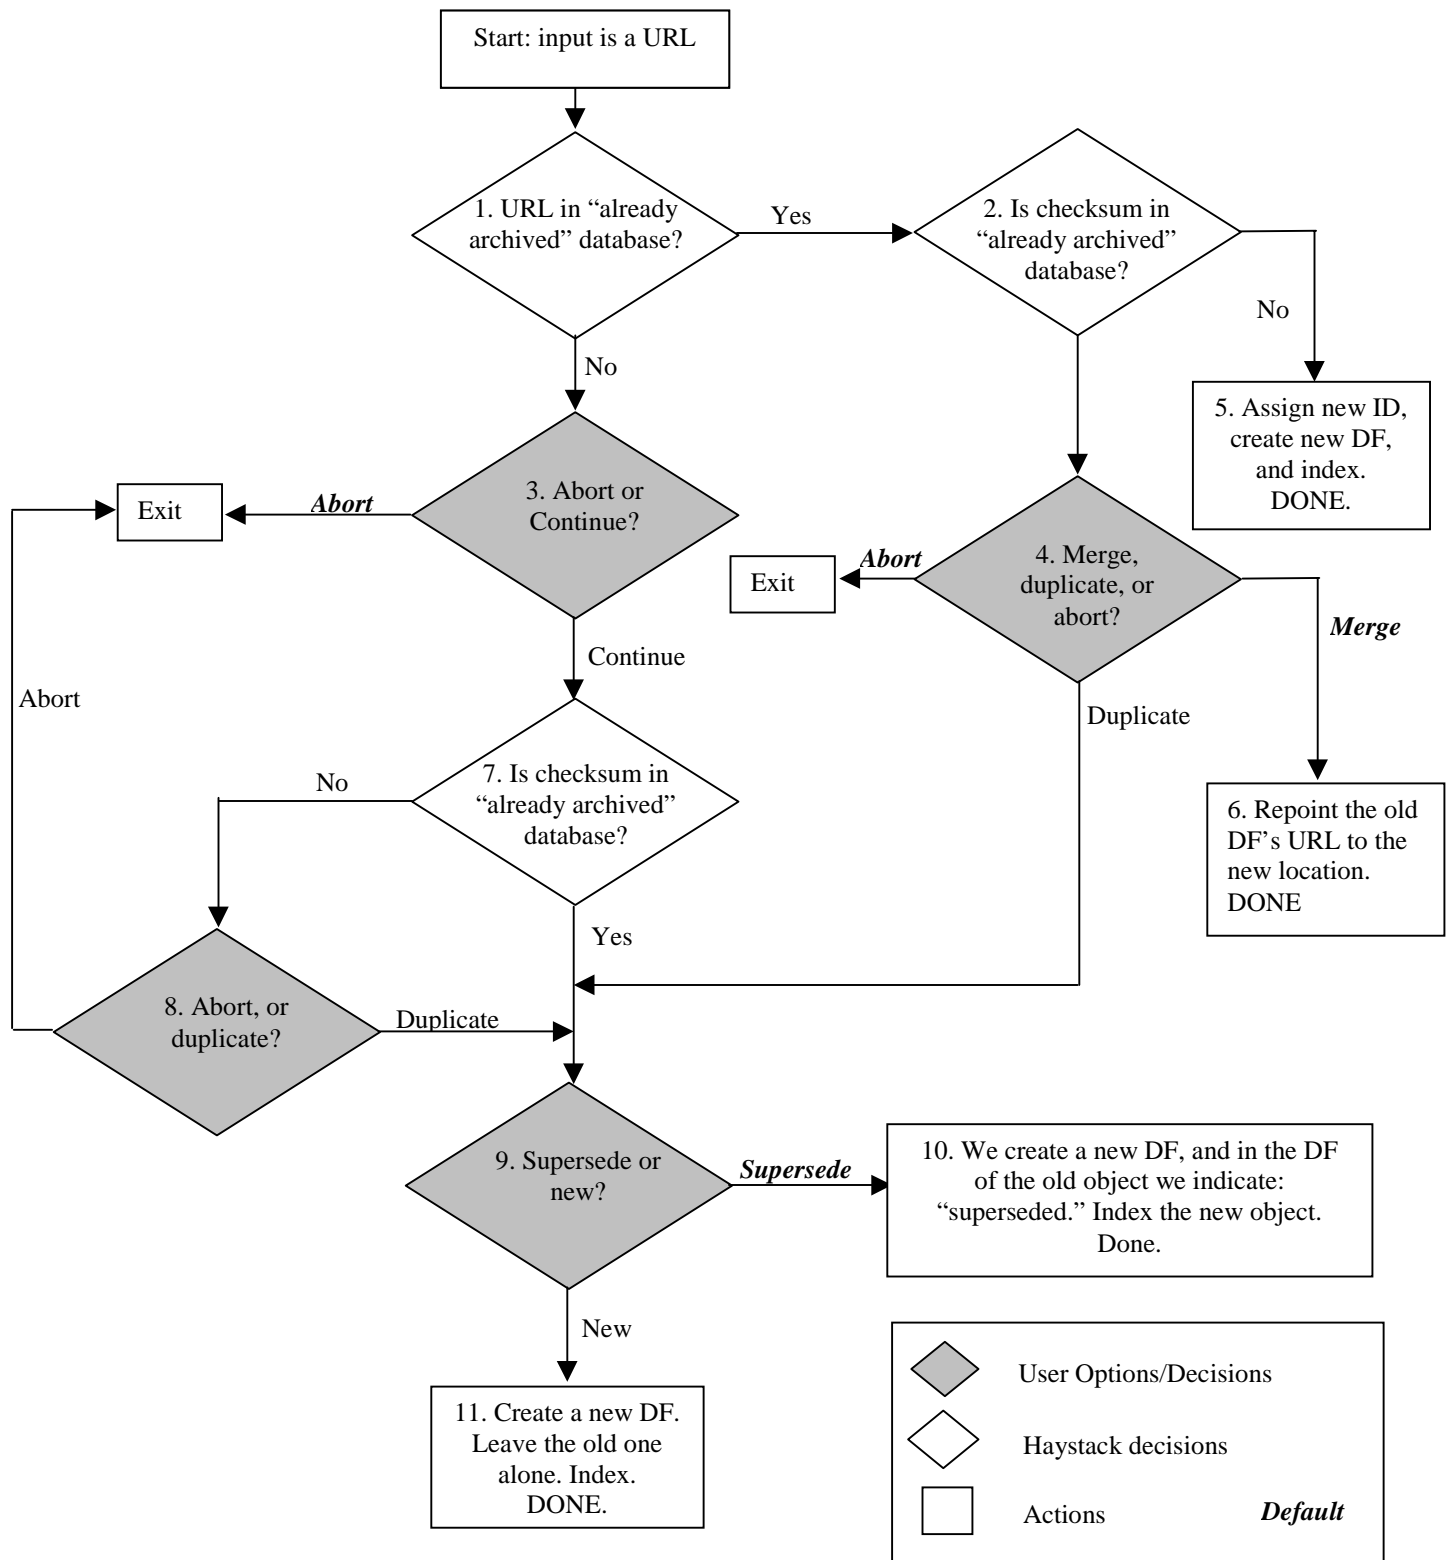 Start: input is a URL
1. URL in “already
archived” database?
Yes
2. Is checksum in
“already archived”
database?
No
No
5. Assign new ID,
create new DF,
and index.
DONE.
3. Abort or
Continue?
Abort
Exit
4. Merge,
duplicate, or
abort?
Abort
Exit
Merge
Continue
Abort
Duplicate
7. Is checksum in
“already archived”
database?
No
6. Repoint the old
DF’s URL to the
new location.
DONE
Yes
8. Abort, or
duplicate?
Duplicate
9. Supersede or
new?
Supersede
10. We create a new DF, and in the DF
of the old object we indicate:
“superseded.” Index the new object.
Done.
New
11. Create a new DF.
Leave the old one
alone. Index.
DONE.
User Options/Decisions
Haystack decisions
Actions
Default